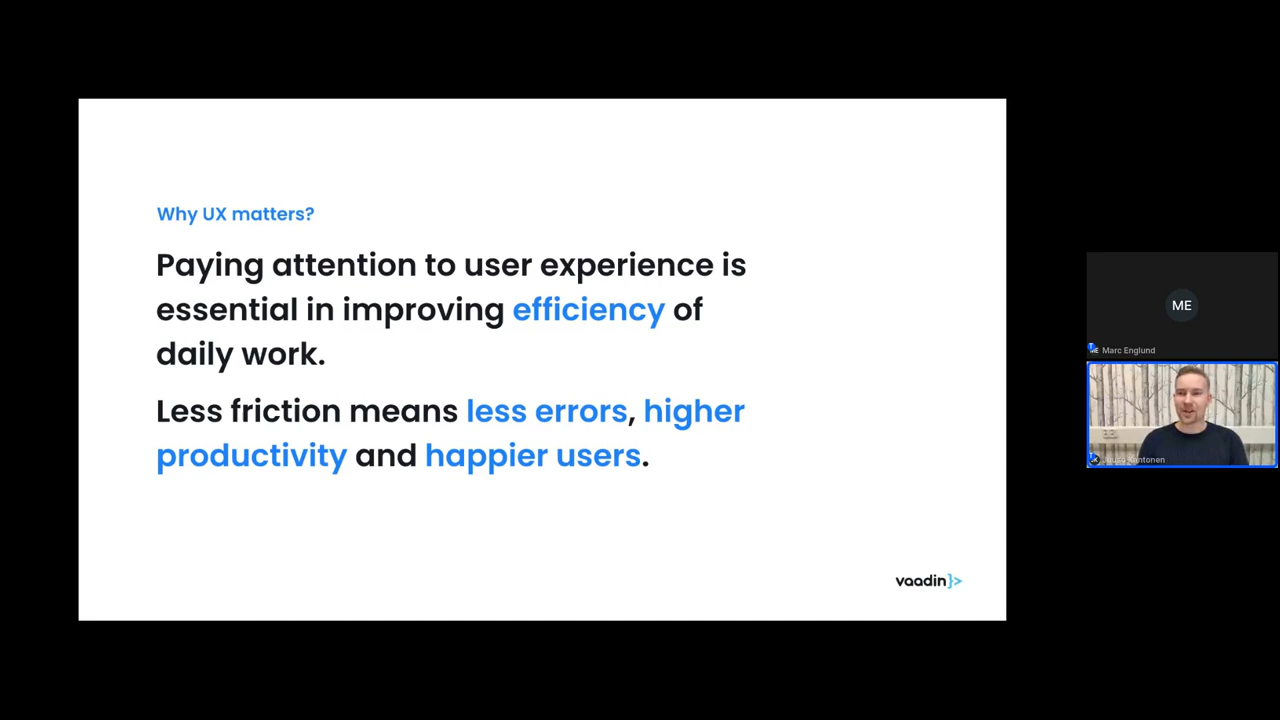 Why UX matters?
Paying attention to user experience is
essential in improving efficiency of
daily work.
Less friction means less errors, higher
productivity and happier users.
vaadin}>
ME
Marc Englund